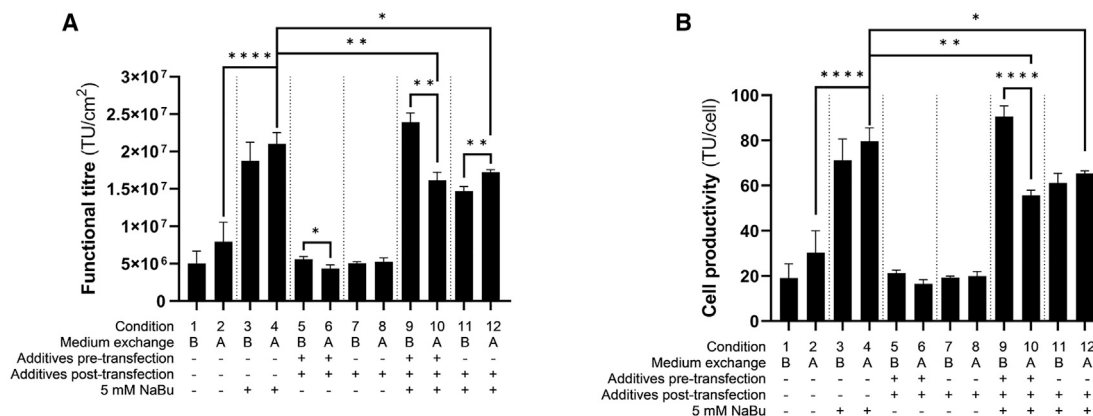 A
*
* *
* * * *
* *
* *
*
3×10⁷
2.5×10⁷
2×10⁷
1.5×10⁷
1×10⁷
5×10⁶
0
Functional titre (TU/cm²)
Condition 1 2 3 4 5 6 7 8 9 10 11 12
Medium exchange B A B A B A B A B A B A
Additives pre-transfection - - - - + + - - + + - -
Additives post-transfection - - - - + + + + + + + +
5 mM NaBu - - + + - - - - + + + +
B
*
* *
* * * *
* * * *
100
80
60
40
20
0
Cell productivity (TU/cell)
Condition 1 2 3 4 5 6 7 8 9 10 11 12
Medium exchange B A B A B A B A B A B A
Additives pre-transfection - - - - + + - - + + - -
Additives post-transfection - - - - + + + + + + + +
5 mM NaBu - - + + - - - - + + + +